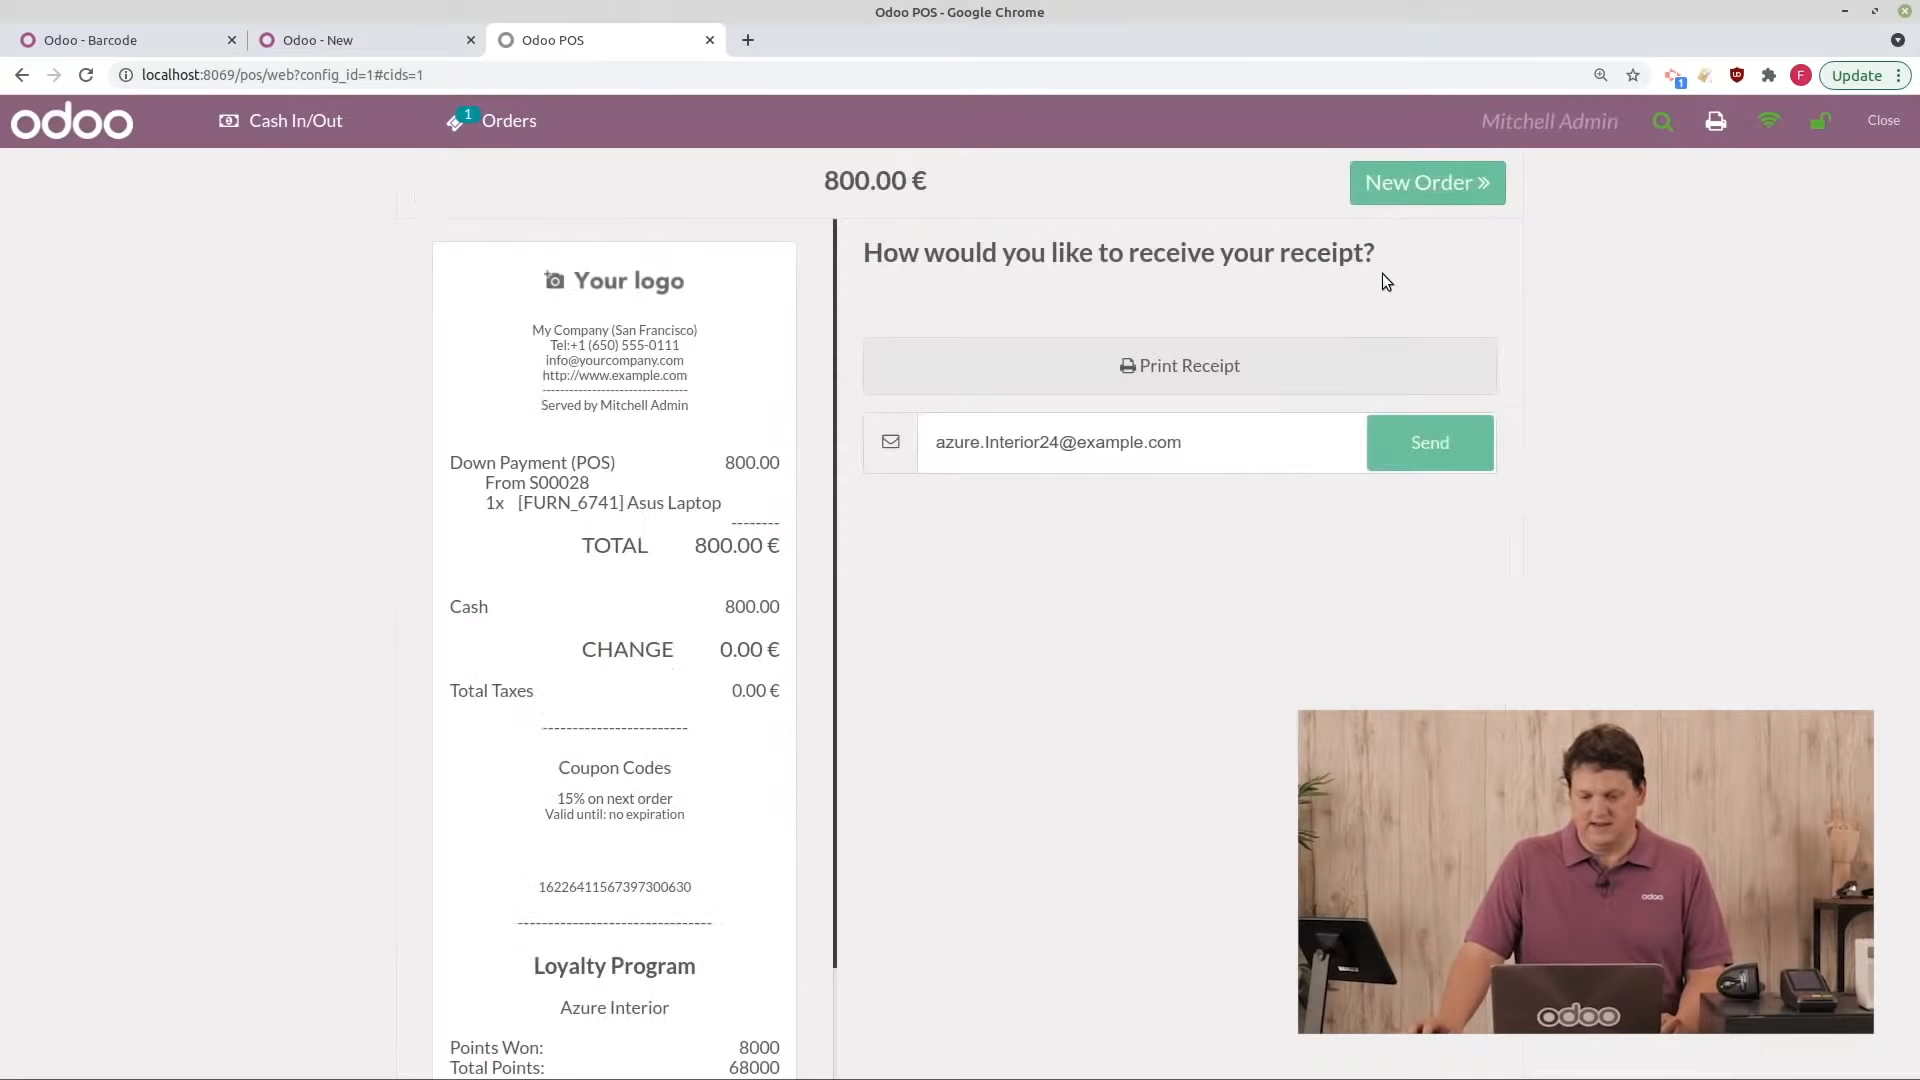 Odoo POS - Google Chrome
Odoo - Barcode
Odoo - New
Odoo POS
localhost:8069/pos/web?config_id=1#cids=1
1
F
Update
odoo
Cash In/Out
1
Orders
Mitchell Admin
Close
800.00 €
New Order »
How would you like to receive your receipt?
Your logo
My Company (San Francisco)
Tel:+1 (650) 555-0111
info@yourcompany.com
http://www.example.com
--------------------------------
Served by Mitchell Admin
Print Receipt
azure.Interior24@example.com
Send
Down Payment (POS) 800.00
From S00028
1x [FURN_6741] Asus Laptop
--------
TOTAL 800.00 €
Cash 800.00
CHANGE 0.00 €
Total Taxes 0.00 €
-------------------------
Coupon Codes
15% on next order
Valid until: no expiration
16226411567397300630
--------------------------------
Loyalty Program
Azure Interior
Points Won: 8000
Total Points: 68000
odoo
odoo